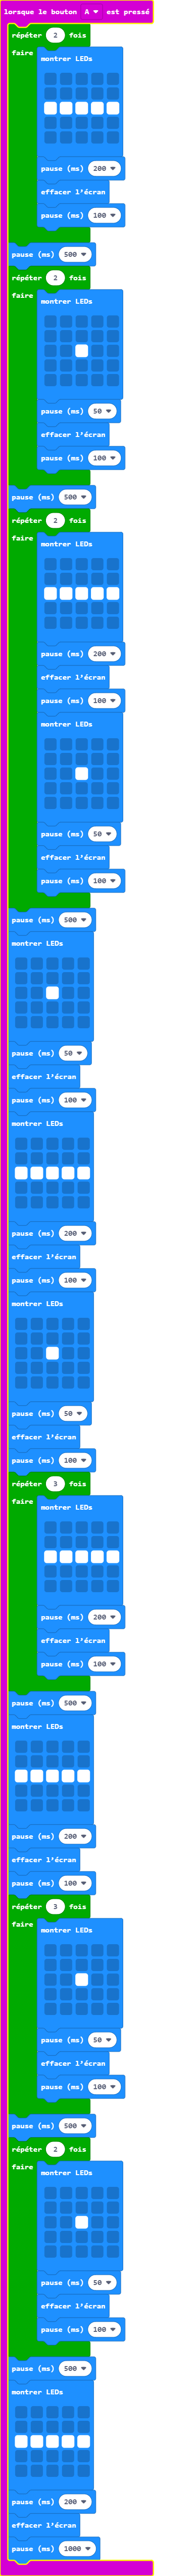 lorsque le bouton A est pressé
répéter 2 fois
faire montrer LEDs
pause (ms) 200
effacer l'écran
pause (ms) 100
pause (ms) 500
répéter 2 fois
faire montrer LEDs
pause (ms) 50
effacer l'écran
pause (ms) 100
pause (ms) 500
répéter 2 fois
faire montrer LEDs
pause (ms) 200
effacer l'écran
pause (ms) 100
montrer LEDs
pause (ms) 50
effacer l'écran
pause (ms) 100
pause (ms) 500
montrer LEDs
pause (ms) 50
effacer l'écran
pause (ms) 100
montrer LEDs
pause (ms) 200
effacer l'écran
pause (ms) 100
montrer LEDs
pause (ms) 50
effacer l'écran
pause (ms) 100
répéter 3 fois
faire montrer LEDs
pause (ms) 200
effacer l'écran
pause (ms) 100
pause (ms) 500
montrer LEDs
pause (ms) 200
effacer l'écran
pause (ms) 100
répéter 3 fois
faire montrer LEDs
pause (ms) 50
effacer l'écran
pause (ms) 100
pause (ms) 500
répéter 2 fois
faire montrer LEDs
pause (ms) 50
effacer l'écran
pause (ms) 100
pause (ms) 500
montrer LEDs
pause (ms) 200
effacer l'écran
pause (ms) 1000